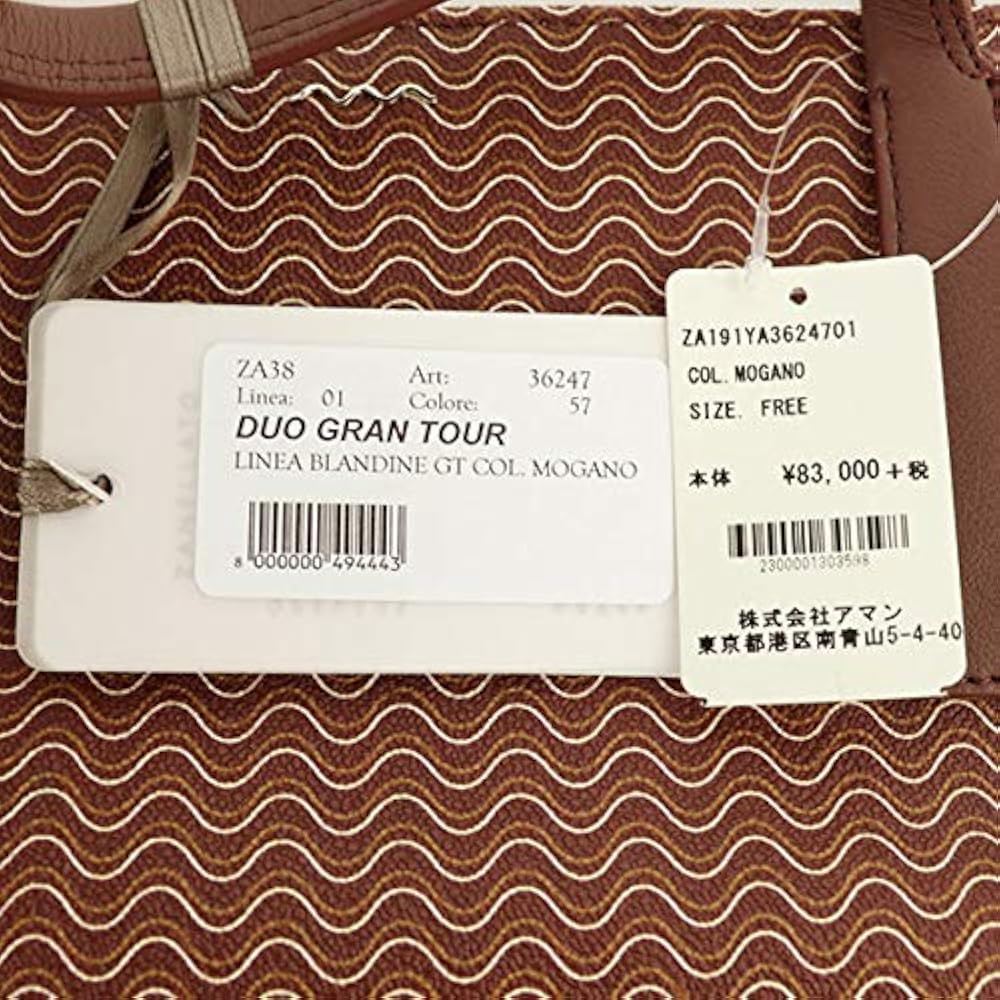 ZA38 Art: 36247
Linea: 01 Colore: 57
DUO GRAN TOUR
LINEA BLANDINE GT COL. MOGANO
8 000000 494443
ZA191YA3624701
COL. MOGANO
SIZE. FREE
本体 ¥83,000+税
2300001303598
株式会社アマン
東京都港区南青山5-4-40